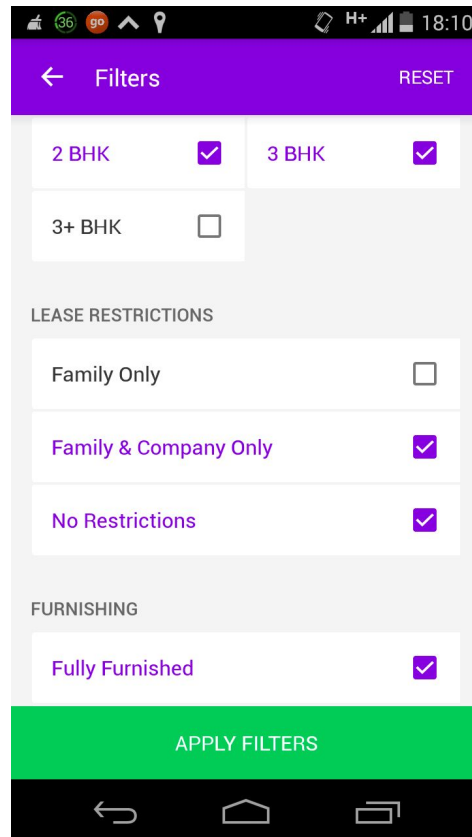 36 go H+ 18:10
Filters RESET
2 BHK 3 BHK
3+ BHK
LEASE RESTRICTIONS
Family Only
Family & Company Only
No Restrictions
FURNISHING
Fully Furnished
APPLY FILTERS